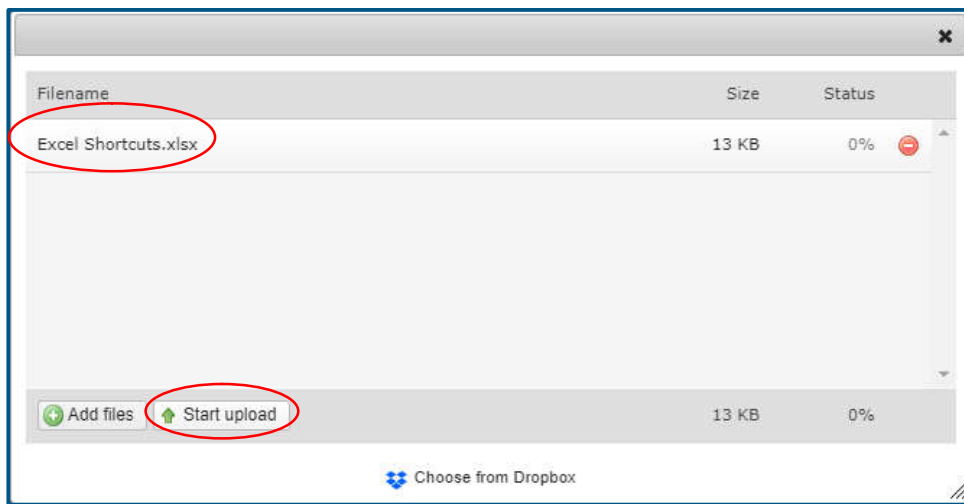 Filename Size Status
Excel Shortcuts.xlsx 13 KB 0%
Add files Start upload 13 KB 0%
Choose from Dropbox